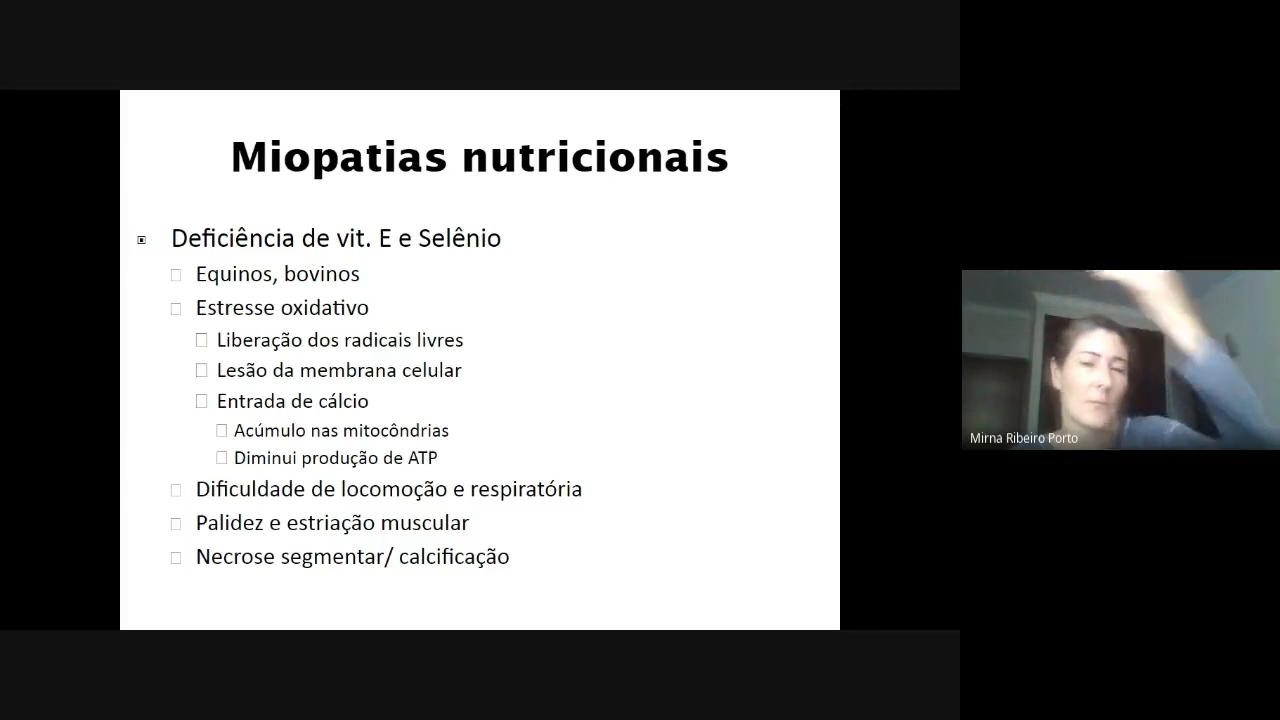 Miopatias nutricionais
Deficiência de vit. E e Selênio
Equinos, bovinos
Estresse oxidativo
Liberação dos radicais livres
Lesão da membrana celular
Entrada de cálcio
Acúmulo nas mitocôndrias
Diminui produção de ATP
Dificuldade de locomoção e respiratória
Palidez e estriação muscular
Necrose segmentar/ calcificação
Mirna Ribeiro Porto